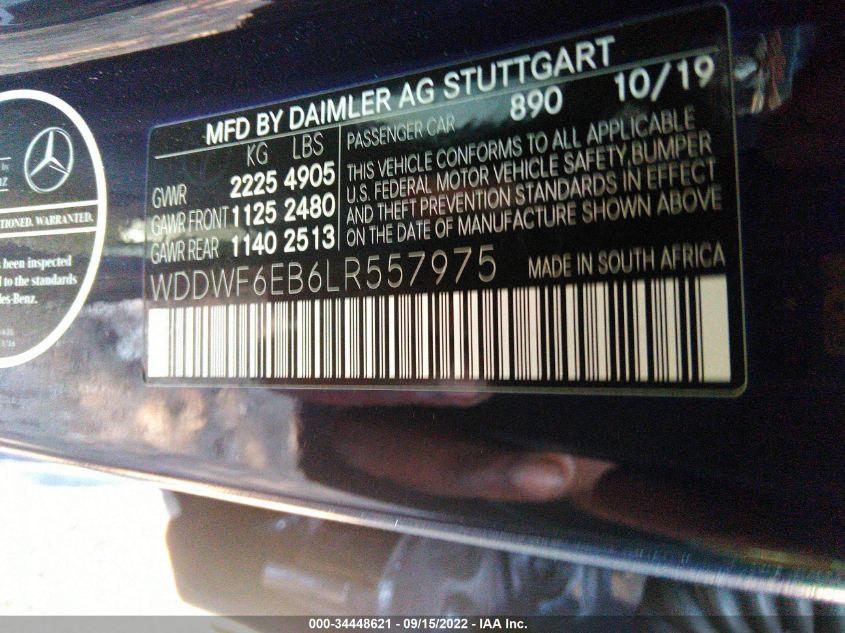 MFD BY DAIMLER AG STUTTGART
KG LBS
GVWR 2225 4905
GAWR FRONT 1125 2480
GAWR REAR 1140 2513
PASSENGER CAR 890 10/19
THIS VEHICLE CONFORMS TO ALL APPLICABLE
U.S. FEDERAL MOTOR VEHICLE SAFETY, BUMPER
AND THEFT PREVENTION STANDARDS IN EFFECT
ON THE DATE OF MANUFACTURE SHOWN ABOVE
WDDWF6EB6LR557975 MADE IN SOUTH AFRICA
by
TIONED. WARRANTED.
been inspected
to the standards
des-Benz.
000-34448621 - 09/15/2022 - IAA Inc.